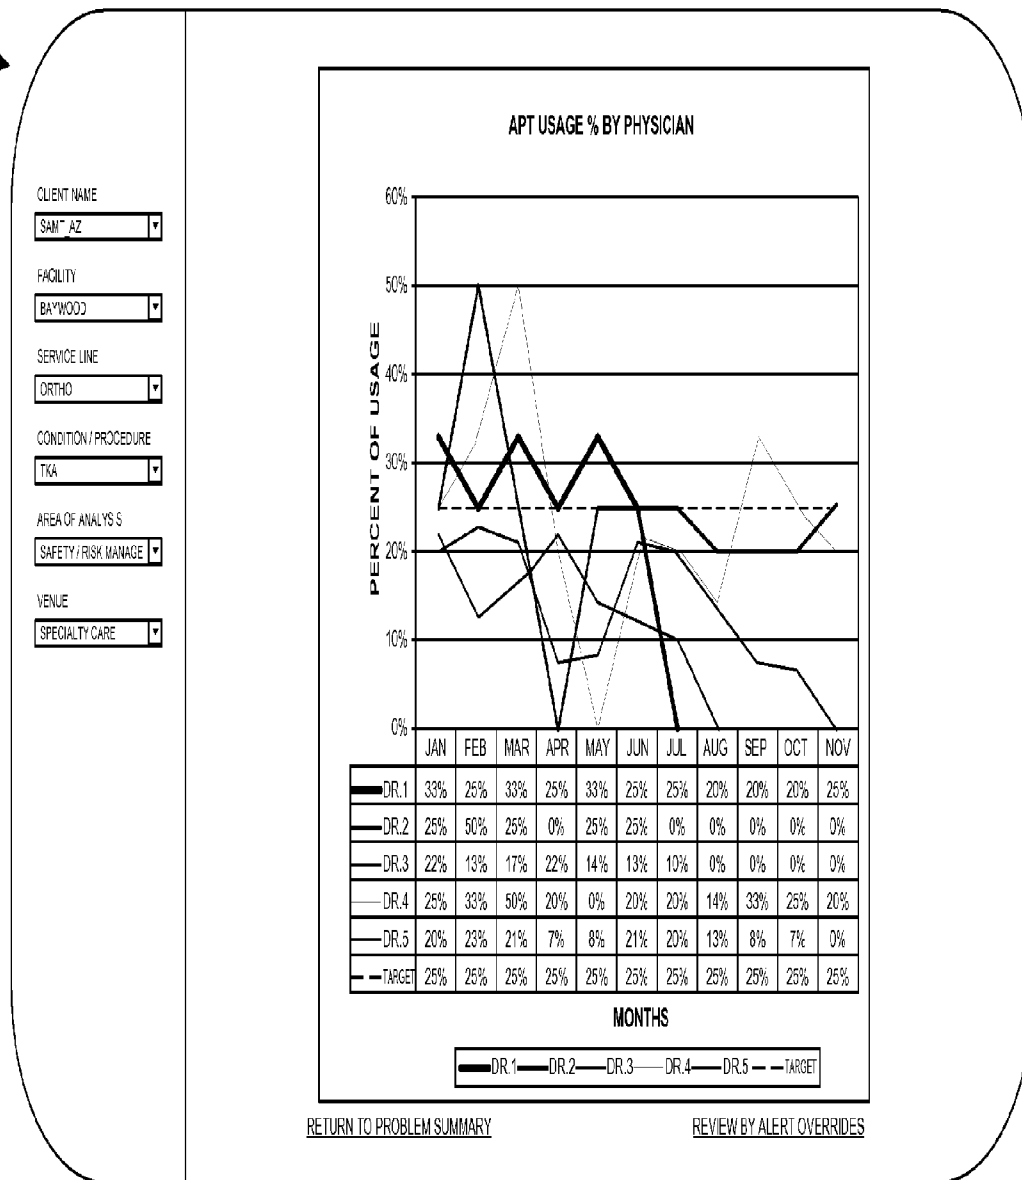 APT USAGE % BY PHYSICIAN
CLIENT NAME
SAMT_AZ
FACILITY
BAYWOOD
SERVICE LINE
ORTHO
CONDITION / PROCEDURE
TKA
AREA OF ANALYSIS
SAFETY / RISK MANAGE
VENUE
SPECIALTY CARE
PERCENT OF USAGE
60%
50%
40%
30%
20%
10%
0%
JAN FEB MAR APR MAY JUN JUL AUG SEP OCT NOV
DR.1 33% 25% 33% 25% 33% 25% 25% 20% 20% 20% 25%
DR.2 25% 50% 25% 0% 25% 25% 0% 0% 0% 0% 0%
DR.3 22% 13% 17% 22% 14% 13% 10% 0% 0% 0% 0%
DR.4 25% 33% 50% 20% 0% 20% 20% 14% 33% 25% 20%
DR.5 20% 23% 21% 7% 8% 21% 20% 13% 8% 7% 0%
TARGET 25% 25% 25% 25% 25% 25% 25% 25% 25% 25% 25%
MONTHS
DR.1 DR.2 DR.3 DR.4 DR.5 TARGET
RETURN TO PROBLEM SUMMARY
REVIEW BY ALERT OVERRIDES